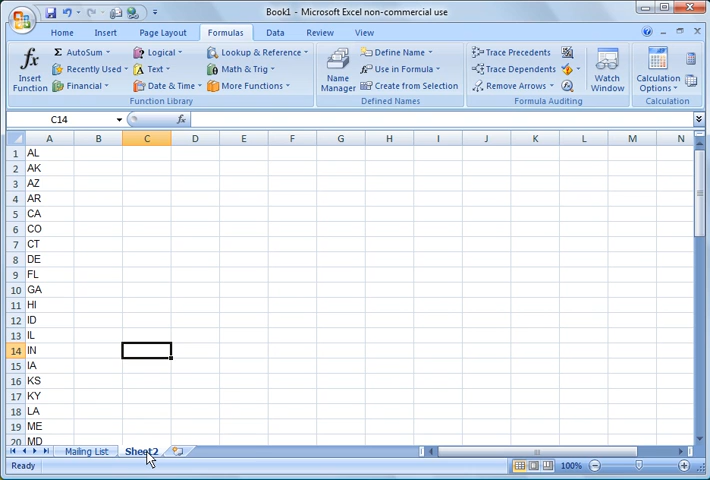 Book1 - Microsoft Excel non-commercial use
Home Insert Page Layout Formulas Data Review View
fx Insert Function
Σ AutoSum
Recently Used
Financial
Logical
Text
Date & Time
Lookup & Reference
Math & Trig
More Functions
Function Library
Name Manager
Define Name
Use in Formula
Create from Selection
Defined Names
Trace Precedents
Trace Dependents
Remove Arrows
Watch Window
Formula Auditing
Calculation Options
Calculation
C14 fx
A B C D E F G H I J K L M N
1 AL
2 AK
3 AZ
4 AR
5 CA
6 CO
7 CT
8 DE
9 FL
10 GA
11 HI
12 ID
13 IL
14 IN
15 IA
16 KS
17 KY
18 LA
19 ME
20 MD
Mailing List Sheet2
Ready 100%